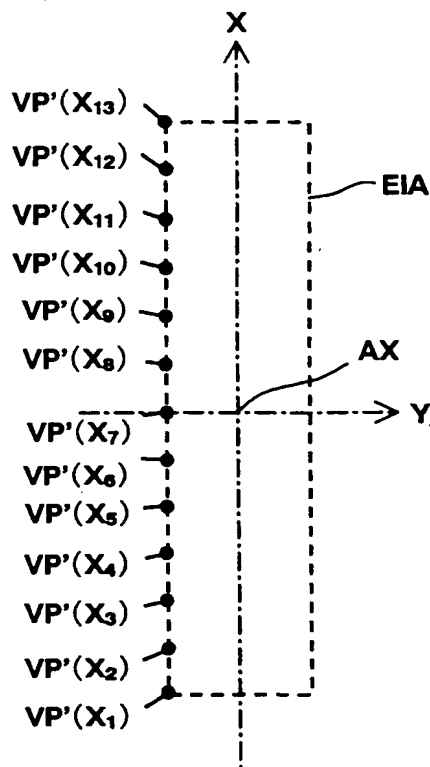 X
VP'(X₁₃)
VP'(X₁₂)
EIA
VP'(X₁₁)
VP'(X₁₀)
VP'(X₉)
VP'(X₈)
AX
Y
VP'(X₇)
VP'(X₆)
VP'(X₅)
VP'(X₄)
VP'(X₃)
VP'(X₂)
VP'(X₁)